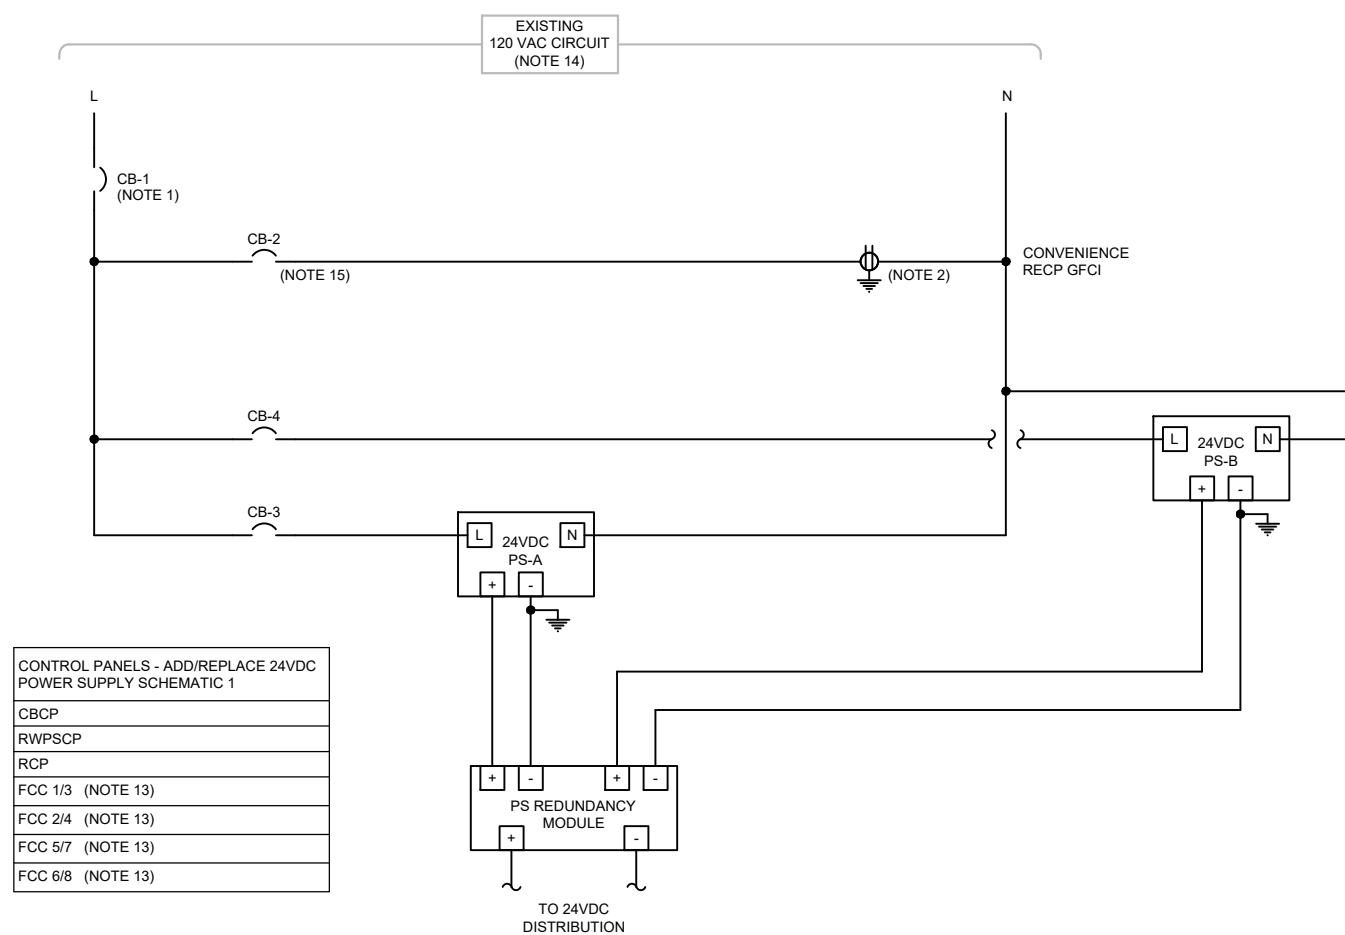 EXISTING
120 VAC CIRCUIT
(NOTE 14)
L
N
CB-1
(NOTE 1)
CB-2
(NOTE 15)
(NOTE 2)
CONVENIENCE
RECP GFCI
CB-4
L
24VDC
PS-B
N
+
-
CB-3
L
24VDC
PS-A
N
+
-
CONTROL PANELS - ADD/REPLACE 24VDC
POWER SUPPLY SCHEMATIC 1
CBCP
RWPSCP
RCP
FCC 1/3 (NOTE 13)
FCC 2/4 (NOTE 13)
FCC 5/7 (NOTE 13)
FCC 6/8 (NOTE 13)
+
-
+
-
PS REDUNDANCY
MODULE
+
-
TO 24VDC
DISTRIBUTION